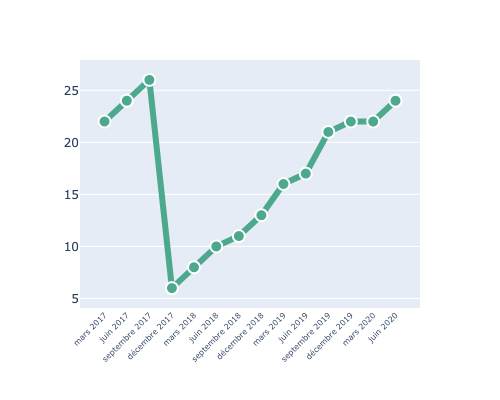 25
20
15
10
5
mars 2017
juin 2017
septembre 2017
décembre 2017
mars 2018
juin 2018
septembre 2018
décembre 2018
mars 2019
juin 2019
septembre 2019
décembre 2019
mars 2020
juin 2020